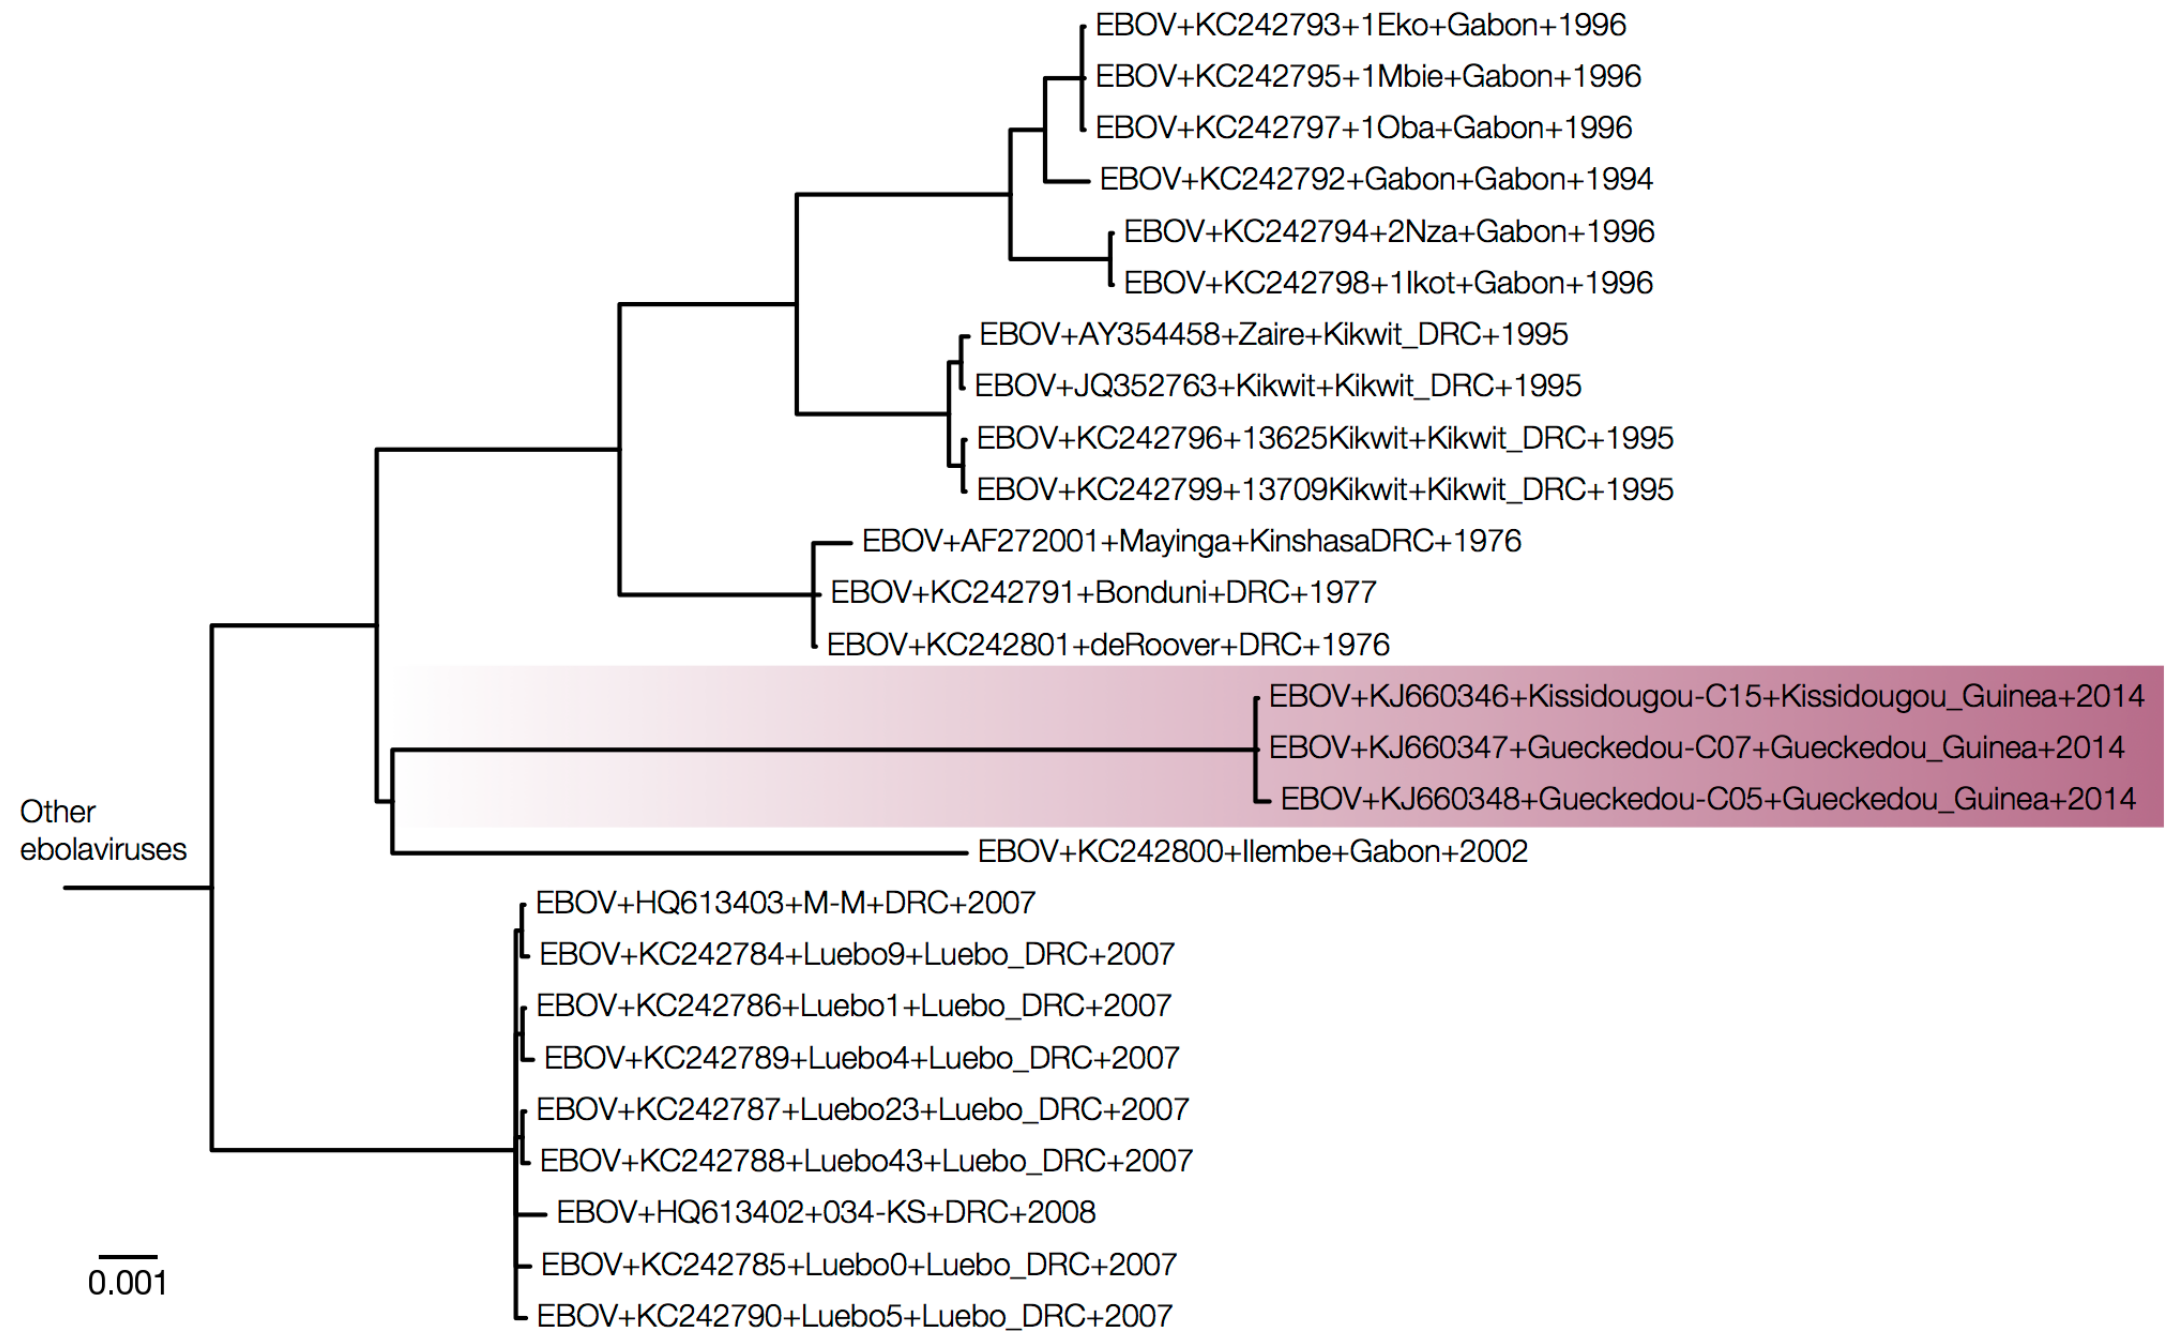 EBOV+KC242793+1Eko+Gabon+1996
EBOV+KC242795+1Mbie+Gabon+1996
EBOV+KC242797+1Oba+Gabon+1996
EBOV+KC242792+Gabon+Gabon+1994
EBOV+KC242794+2Nza+Gabon+1996
EBOV+KC242798+1Ikot+Gabon+1996
EBOV+AY354458+Zaire+Kikwit_DRC+1995
EBOV+JQ352763+Kikwit+Kikwit_DRC+1995
EBOV+KC242796+13625Kikwit+Kikwit_DRC+1995
EBOV+KC242799+13709Kikwit+Kikwit_DRC+1995
EBOV+AF272001+Mayinga+KinshasaDRC+1976
EBOV+KC242791+Bonduni+DRC+1977
EBOV+KC242801+deRoover+DRC+1976
EBOV+KJ660346+Kissidougou-C15+Kissidougou_Guinea+2014
EBOV+KJ660347+Gueckedou-C07+Gueckedou_Guinea+2014
EBOV+KJ660348+Gueckedou-C05+Gueckedou_Guinea+2014
Other
ebolaviruses
EBOV+KC242800+Ilembe+Gabon+2002
EBOV+HQ613403+M-M+DRC+2007
EBOV+KC242784+Luebo9+Luebo_DRC+2007
EBOV+KC242786+Luebo1+Luebo_DRC+2007
EBOV+KC242789+Luebo4+Luebo_DRC+2007
EBOV+KC242787+Luebo23+Luebo_DRC+2007
EBOV+KC242788+Luebo43+Luebo_DRC+2007
EBOV+HQ613402+034-KS+DRC+2008
EBOV+KC242785+Luebo0+Luebo_DRC+2007
0.001
EBOV+KC242790+Luebo5+Luebo_DRC+2007